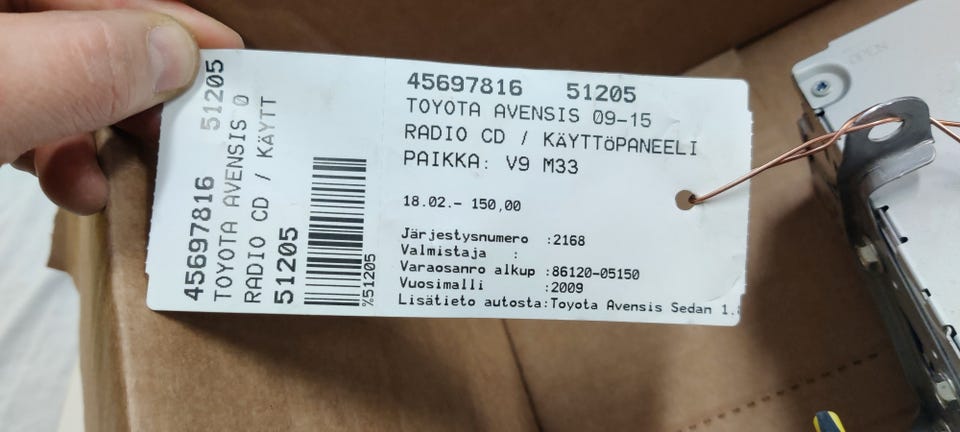 45697816 51205
TOYOTA AVENSIS 0
RADIO CD / KÄYTT
51205
%51205
45697816 51205
TOYOTA AVENSIS 09-15
RADIO CD / KÄYTTöPANEELI
PAIKKA: V9 M33
18.02.- 150,00
Järjestysnumero :2168
Valmistaja :
Varaosanro alkup :86120-05150
Vuosimalli :2009
Lisätieto autosta:Toyota Avensis Sedan 1.